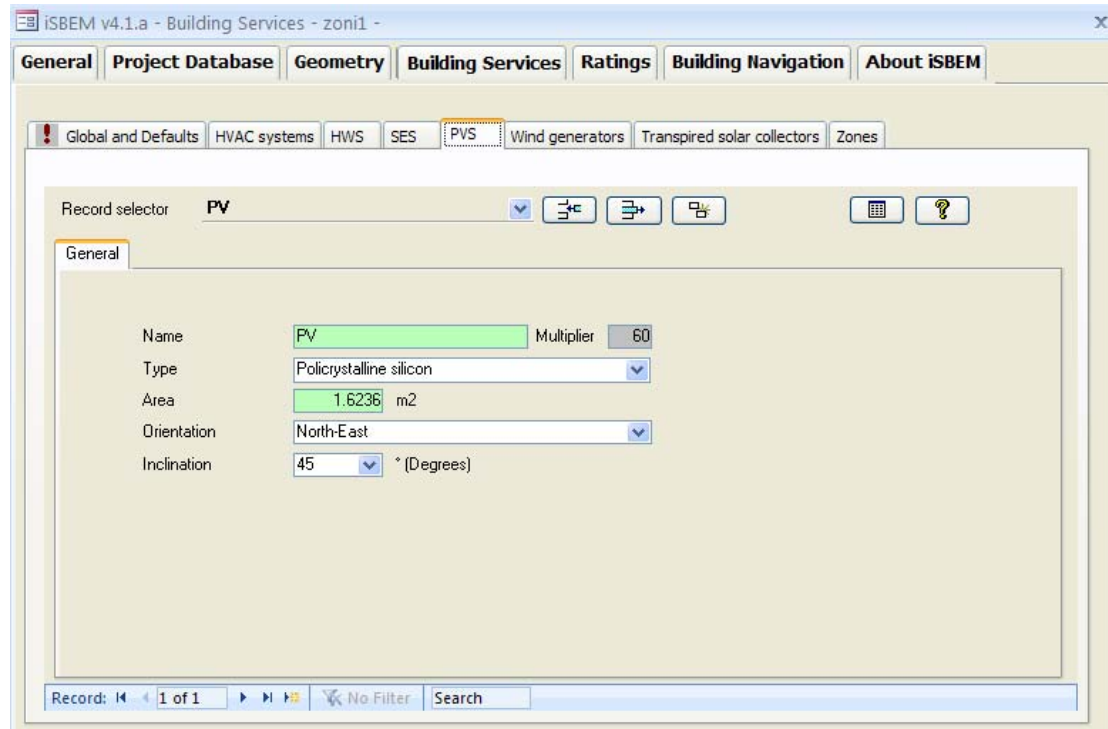 iSBEM v4.1.a - Building Services - zoni1 -
General Project Database Geometry Building Services Ratings Building Navigation About iSBEM
Global and Defaults HVAC systems HWS SES PVS Wind generators Transpired solar collectors Zones
Record selector PV
General
Name PV Multiplier 60
Type Policrystalline silicon
Area 1.6236 m2
Orientation North-East
Inclination 45 ° (Degrees)
Record: 1 of 1 No Filter Search